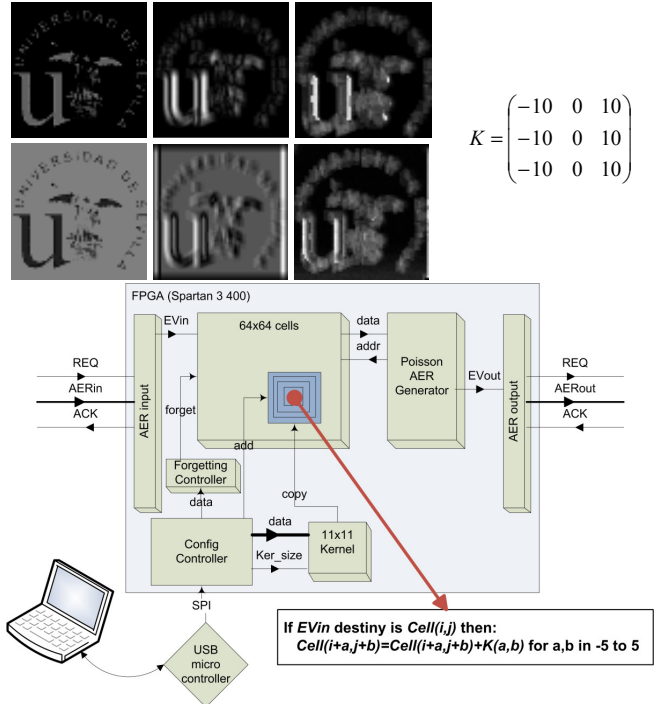 UNIVERSIDAD DE SEVILLA
K = ( -10 0 10
-10 0 10
-10 0 10 )
UNIVERSIDAD DE SEVILLA
FPGA (Spartan 3 400)
EVin
64x64 cells
data
addr
Poisson
AER
Generator
EVout
REQ
AERin
ACK
AER input
forget
add
AER output
REQ
AERout
ACK
Forgetting
Controller
data
copy
Config
Controller
data
Ker_size
11x11
Kernel
SPI
USB
micro
controller
If EVin destiny is Cell(i,j) then:
Cell(i+a,j+b)=Cell(i+a,j+b)+K(a,b) for a,b in -5 to 5